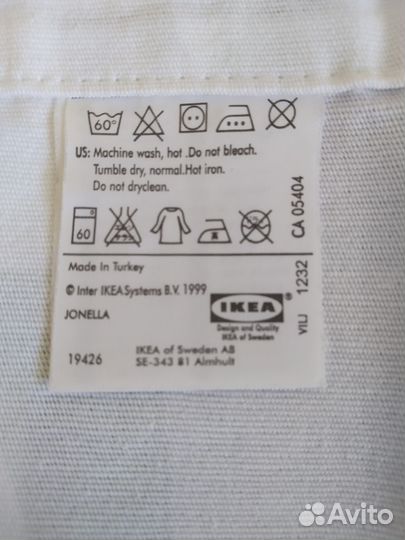 60°
US: Machine wash, hot .Do not bleach.
Tumble dry, normal.Hot iron.
Do not dryclean.
60
Made in Turkey
© Inter IKEA Systems B.V. 1999
JONELLA
19426
IKEA®
Design and Quality
IKEA of Sweden
IKEA of Sweden AB
SE-343 81 Älmhult
CA 05404
1232
Avito